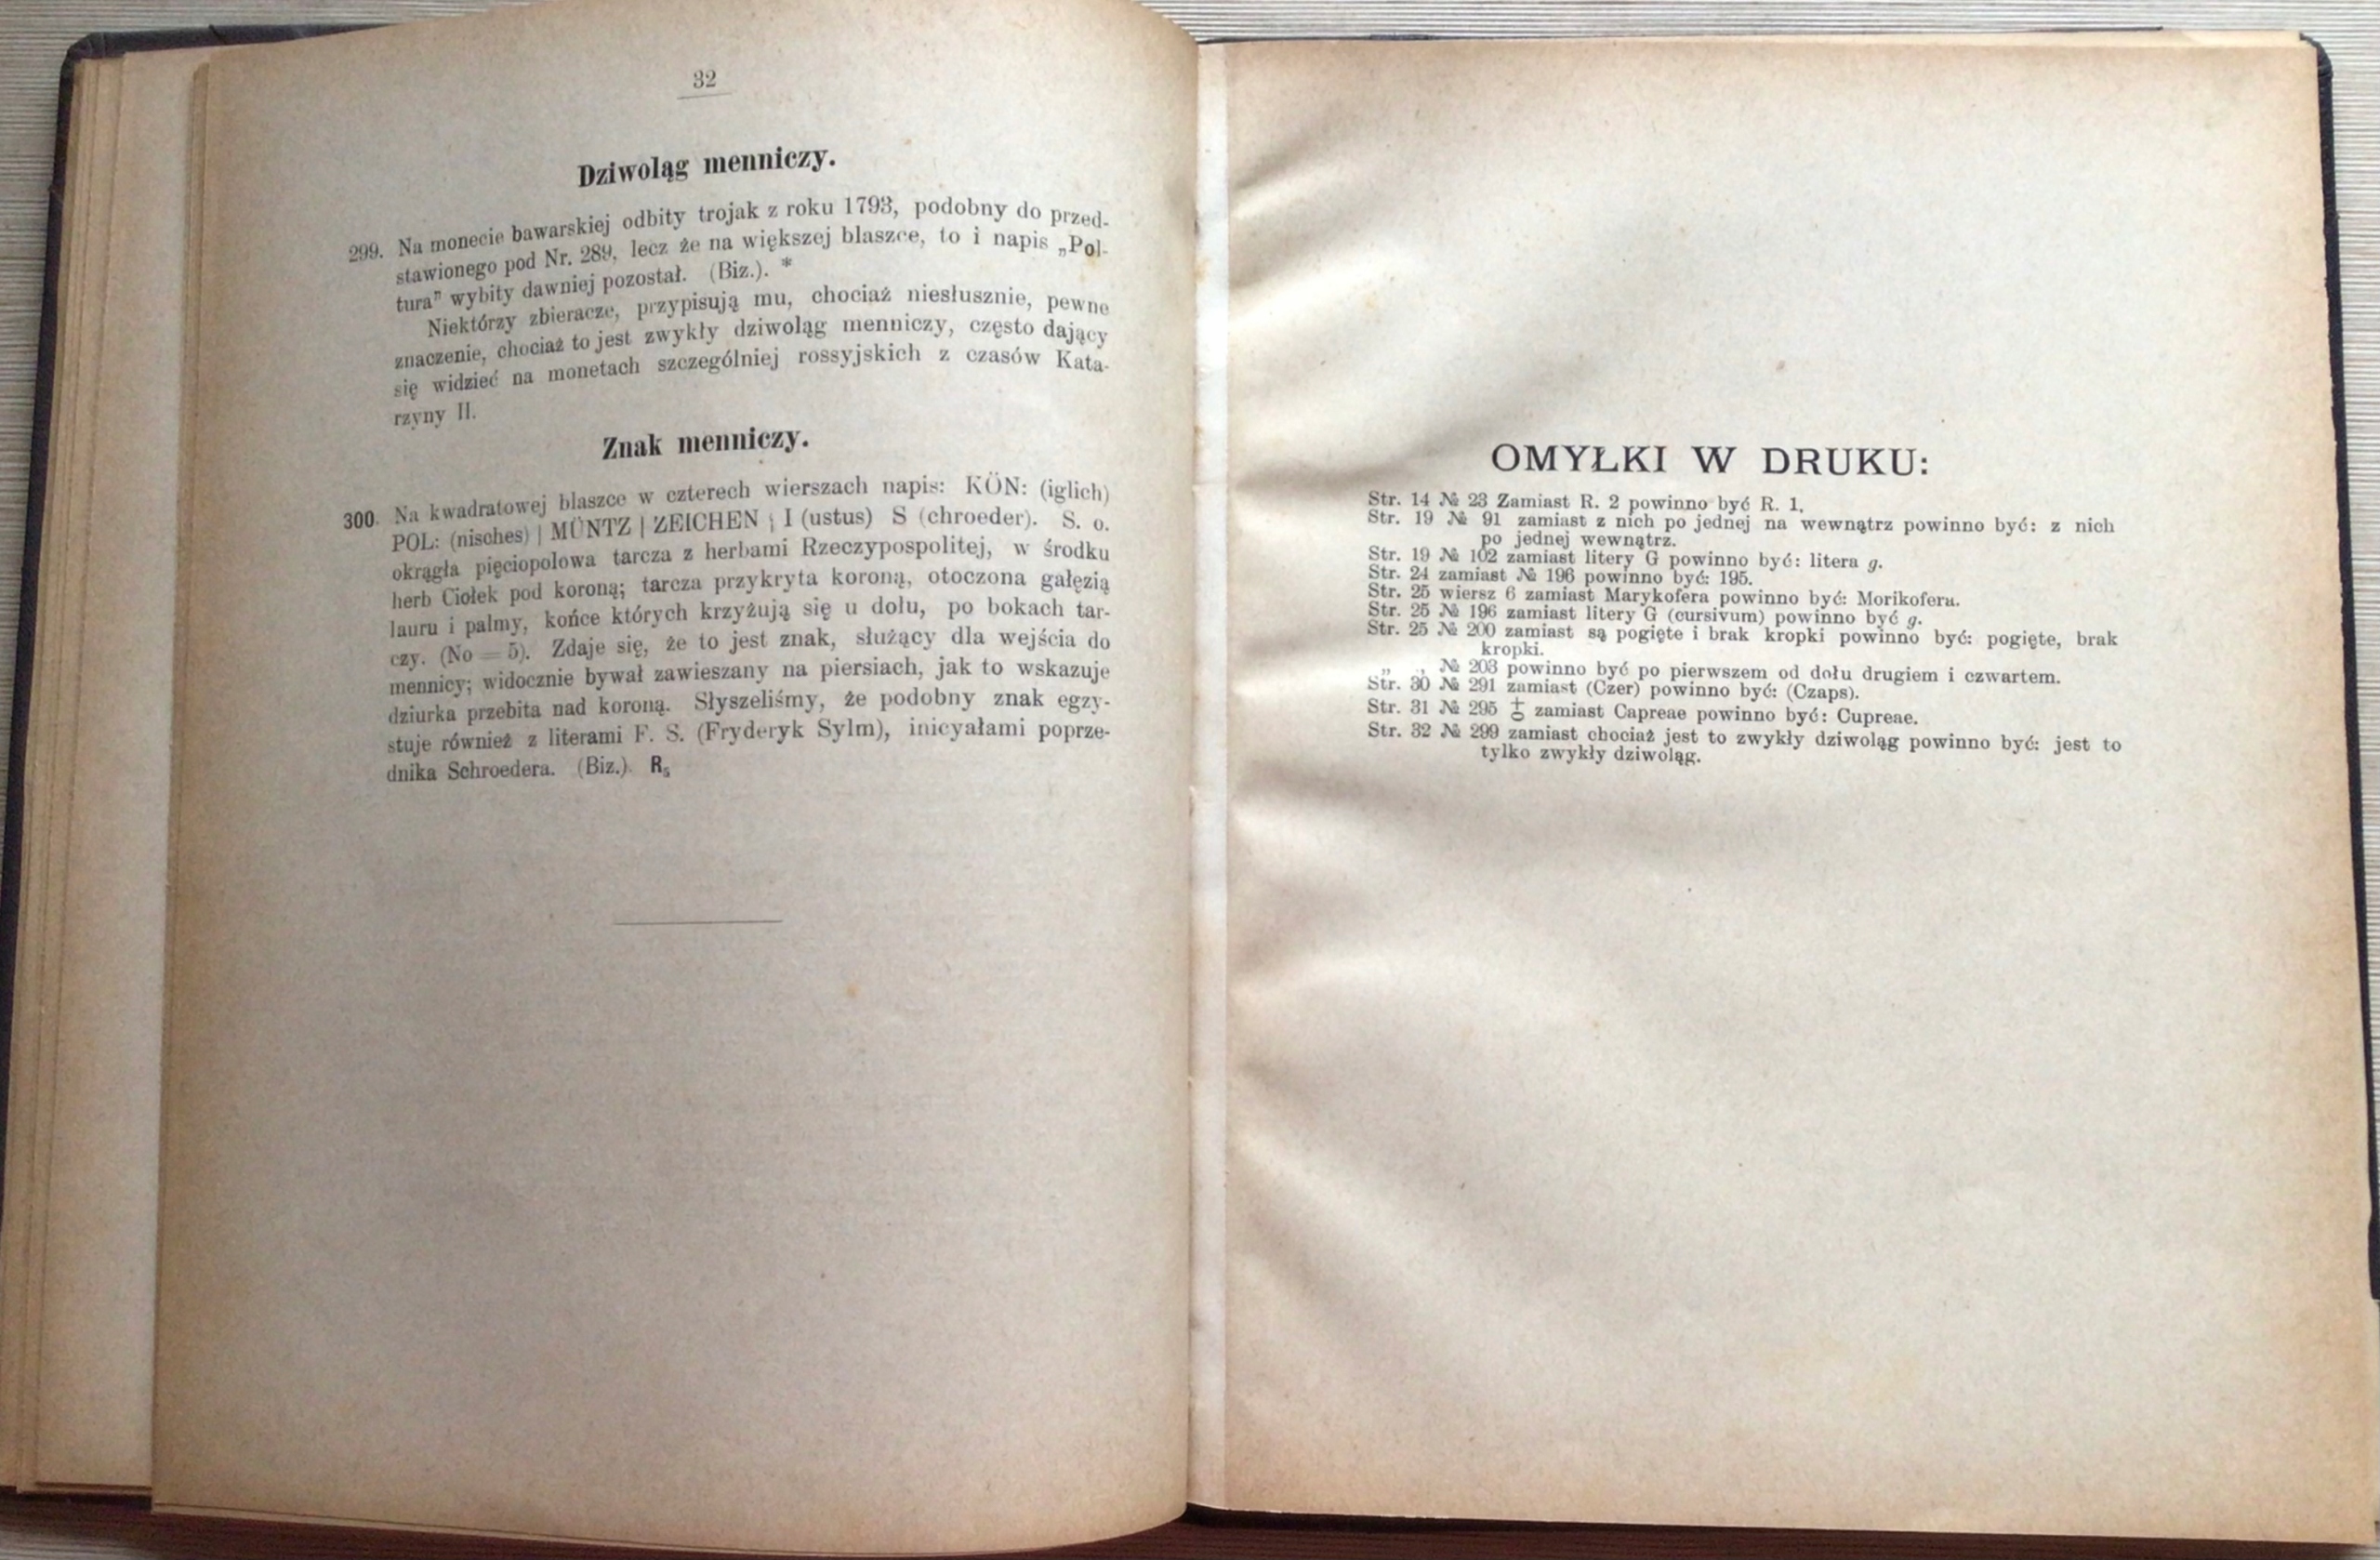 32
Dziwoląg menniczy.
299. Na monecie bawarskiej odbity trojak z roku 1793, podobny do przed-
stawionego pod Nr. 289, lecz że na większej blaszce, to i napis „Pol-
tura” wybity dawniej pozostał. (Biz.). *
Niektórzy zbieracze, przypisują mu, chociaż niesłusznie, pewne
znaczenie, chociaż to jest zwykły dziwoląg menniczy, często dający
się widzieć na monetach szczególniej rossyjskich z czasów Kata-
rzyny II.
Znak menniczy.
300. Na kwadratowej blaszce w czterech wierszach napis: KÖN: (iglich)
POL: (nisches) | MÜNTZ | ZEICHEN | I (ustus) S (chroeder). S. o.
okrągła pięciopolowa tarcza z herbami Rzeczypospolitej, w środku
herb Ciołek pod koroną; tarcza przykryta koroną, otoczona gałęzią
lauru i palmy, końce których krzyżują się u dołu, po bokach tar-
czy. (No = 5). Zdaje się, że to jest znak, służący dla wejścia do
mennicy; widocznie bywał zawieszany na piersiach, jak to wskazuje
dziurka przebita nad koroną. Słyszeliśmy, że podobny znak egzy-
stuje również z literami F. S. (Fryderyk Sylm), inicyałami poprze-
dnika Schroedera. (Biz.). R₅
OMYŁKI W DRUKU:
Str. 14 № 23 Zamiast R. 2 powinno być R. 1.
Str. 19 № 91 zamiast z nich po jednej na wewnątrz powinno być: z nich
po jednej wewnątrz.
Str. 19 № 102 zamiast litery G powinno być: litera g.
Str. 24 zamiast № 196 powinno być: 195.
Str. 25 wiersz 6 zamiast Marykofera powinno być: Morikofera.
Str. 25 № 196 zamiast litery G (cursivum) powinno być g.
Str. 25 № 200 zamiast są pogięte i brak kropki powinno być: pogięte, brak
kropki.
„ „ № 203 powinno być po pierwszem od dołu drugiem i czwartem.
Str. 30 № 291 zamiast (Czer) powinno być: (Czaps).
Str. 31 № 295 zamiast Capreae powinno być: Cupreae.
Str. 32 № 299 zamiast chociaż jest to zwykły dziwoląg powinno być: jest to
tylko zwykły dziwoląg.